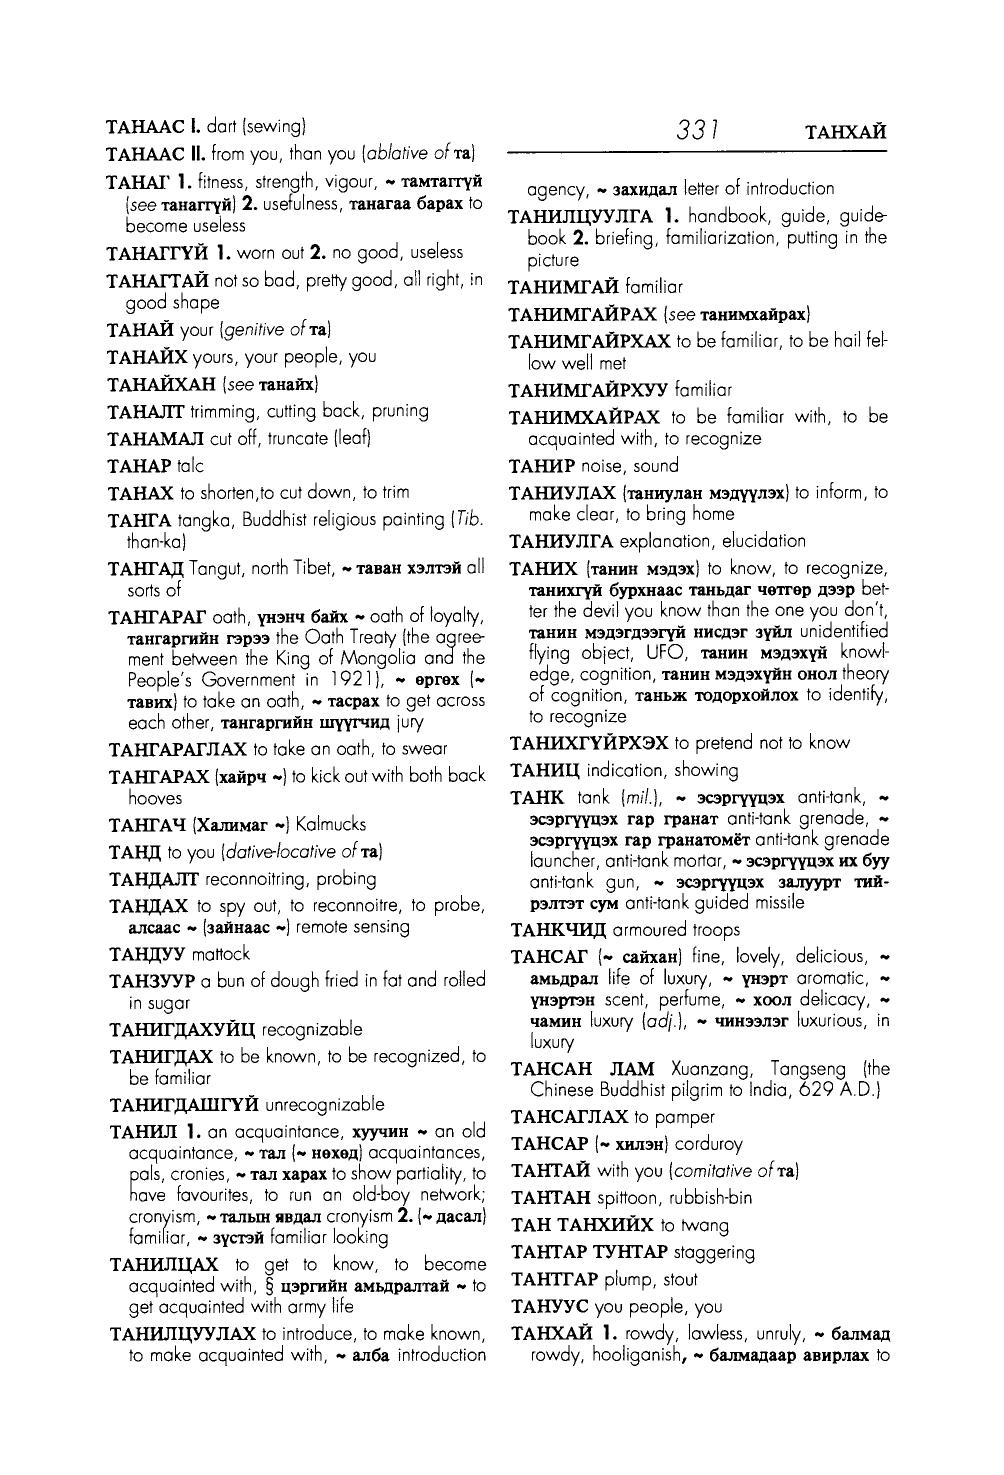 ТАНААС I. dart (sewing)
ТАНААС II. from you, than you (ablative of та)
ТАНАГ 1. fitness, strength, vigour, ~ тамтаггүй
(see танаггүй) 2. usefulness, танагаа барах to
become useless
ТАНАГГҮЙ 1. worn out 2. no good, useless
ТАНАГТАЙ not so bad, pretty good, all right, in
good shape
ТАНАЙ your (genitive of та)
ТАНАЙХ yours, your people, you
ТАНАЙХАН (see танайх)
ТАНАЛТ trimming, cutting back, pruning
ТАНАМАЛ cut off, truncate (leaf)
ТАНАР talc
ТАНАХ to shorten,to cut down, to trim
ТАНГА tangka, Buddhist religious painting (Tib.
than-ka)
ТАНГАД Tangut, north Tibet, ~ таван хэлтэй all
sorts of
ТАНГАРАГ oath, үнэнч байх ~ oath of loyalty,
тангаргийн гэрээ the Oath Treaty (the agree-
ment between the King of Mongolia and the
People's Government in 1921), ~ өргөх (~
тавих) to take an oath, ~ тасрах to get across
each other, тангаргийн шүүгчид jury
ТАНГАРАГЛАХ to take an oath, to swear
ТАНГАРАХ (хайрч ~) to kick out with both back
hooves
ТАНГАЧ (Халимаг ~) Kalmucks
ТАНД to you (dative-locative of та)
ТАНДАЛТ reconnoitring, probing
ТАНДАХ to spy out, to reconnoitre, to probe,
алсаас ~ (зайнаас ~) remote sensing
ТАНДУУ mattock
ТАНЗУУР a bun of dough fried in fat and rolled
in sugar
ТАНИГДАХУЙЦ recognizable
ТАНИГДАХ to be known, to be recognized, to
be familiar
ТАНИГДАШГҮЙ unrecognizable
ТАНИЛ 1. an acquaintance, хуучин ~ an old
acquaintance, ~ тал (~ нөхөд) acquaintances,
pals, cronies, ~ тал харах to show partiality, to
have favourites, to run an old-boy network;
cronyism, ~ талын явдал cronyism 2. (~ дасал)
familiar, ~ зүстэй familiar looking
ТАНИЛЦАХ to get to know, to become
acquainted with, § цэргийн амьдралтай ~ to
get acquainted with army life
ТАНИЛЦУУЛАХ to introduce, to make known,
to make acquainted with, ~ алба introduction
331 ТАНХАЙ
agency, ~ захидал letter of introduction
ТАНИЛЦУУЛГА 1. handbook, guide, guide-
book 2. briefing, familiarization, putting in the
picture
ТАНИМГАЙ familiar
ТАНИМГАЙРАХ (see танимхайрах)
ТАНИМГАЙРХАХ to be familiar, to be hail fel-
low well met
ТАНИМГАЙРХУУ familiar
ТАНИМХАЙРАХ to be familiar with, to be
acquainted with, to recognize
ТАНИР noise, sound
ТАНИУЛАХ (таниулан мэдүүлэх) to inform, to
make clear, to bring home
ТАНИУЛГА explanation, elucidation
ТАНИХ (танин мэдэх) to know, to recognize,
танихгүй бурхнаас таньдаг чөтгөр дээр bet-
ter the devil you know than the one you don't,
танин мэдэгдээгүй нисдэг зүйл unidentified
flying object, UFO, танин мэдэхүй knowl-
edge, cognition, танин мэдэхүйн онол theory
of cognition, таньж тодорхойлох to identify,
to recognize
ТАНИХГҮЙРХЭХ to pretend not to know
ТАНИЦ indication, showing
ТАНК tank (mil.), ~ эсэргүүцэх anti-tank, ~
эсэргүүцэх гар гранат anti-tank grenade, ~
эсэргүүцэх гар гранатомёт anti-tank grenade
launcher, anti-tank mortar, ~ эсэргүүцэх их буу
anti-tank gun, ~ эсэргүүцэх залуурт тий-
рэлтэт сум anti-tank guided missile
ТАНКЧИД armoured troops
ТАНСАГ (~ сайхан) fine, lovely, delicious, ~
амьдрал life of luxury, ~ үнэрт aromatic, ~
үнэртэн scent, perfume, ~ хоол delicacy, ~
чамин luxury (adj.), ~ чинээлэг luxurious, in
luxury
ТАНСАН ЛАМ Xuanzang, Tangseng (the
Chinese Buddhist pilgrim to India, 629 A.D.)
ТАНСАГЛАХ to pamper
ТАНСАР (~ хилэн) corduroy
ТАНТАЙ with you (comitative of та)
ТАНТАН spittoon, rubbish-bin
ТАН ТАНХИЙХ to twang
ТАНТАР ТУНТАР staggering
ТАНТГАР plump, stout
ТАНУУС you people, you
ТАНХАЙ 1. rowdy, lawless, unruly, ~ балмад
rowdy, hooliganish, ~ балмадаар авирлах to